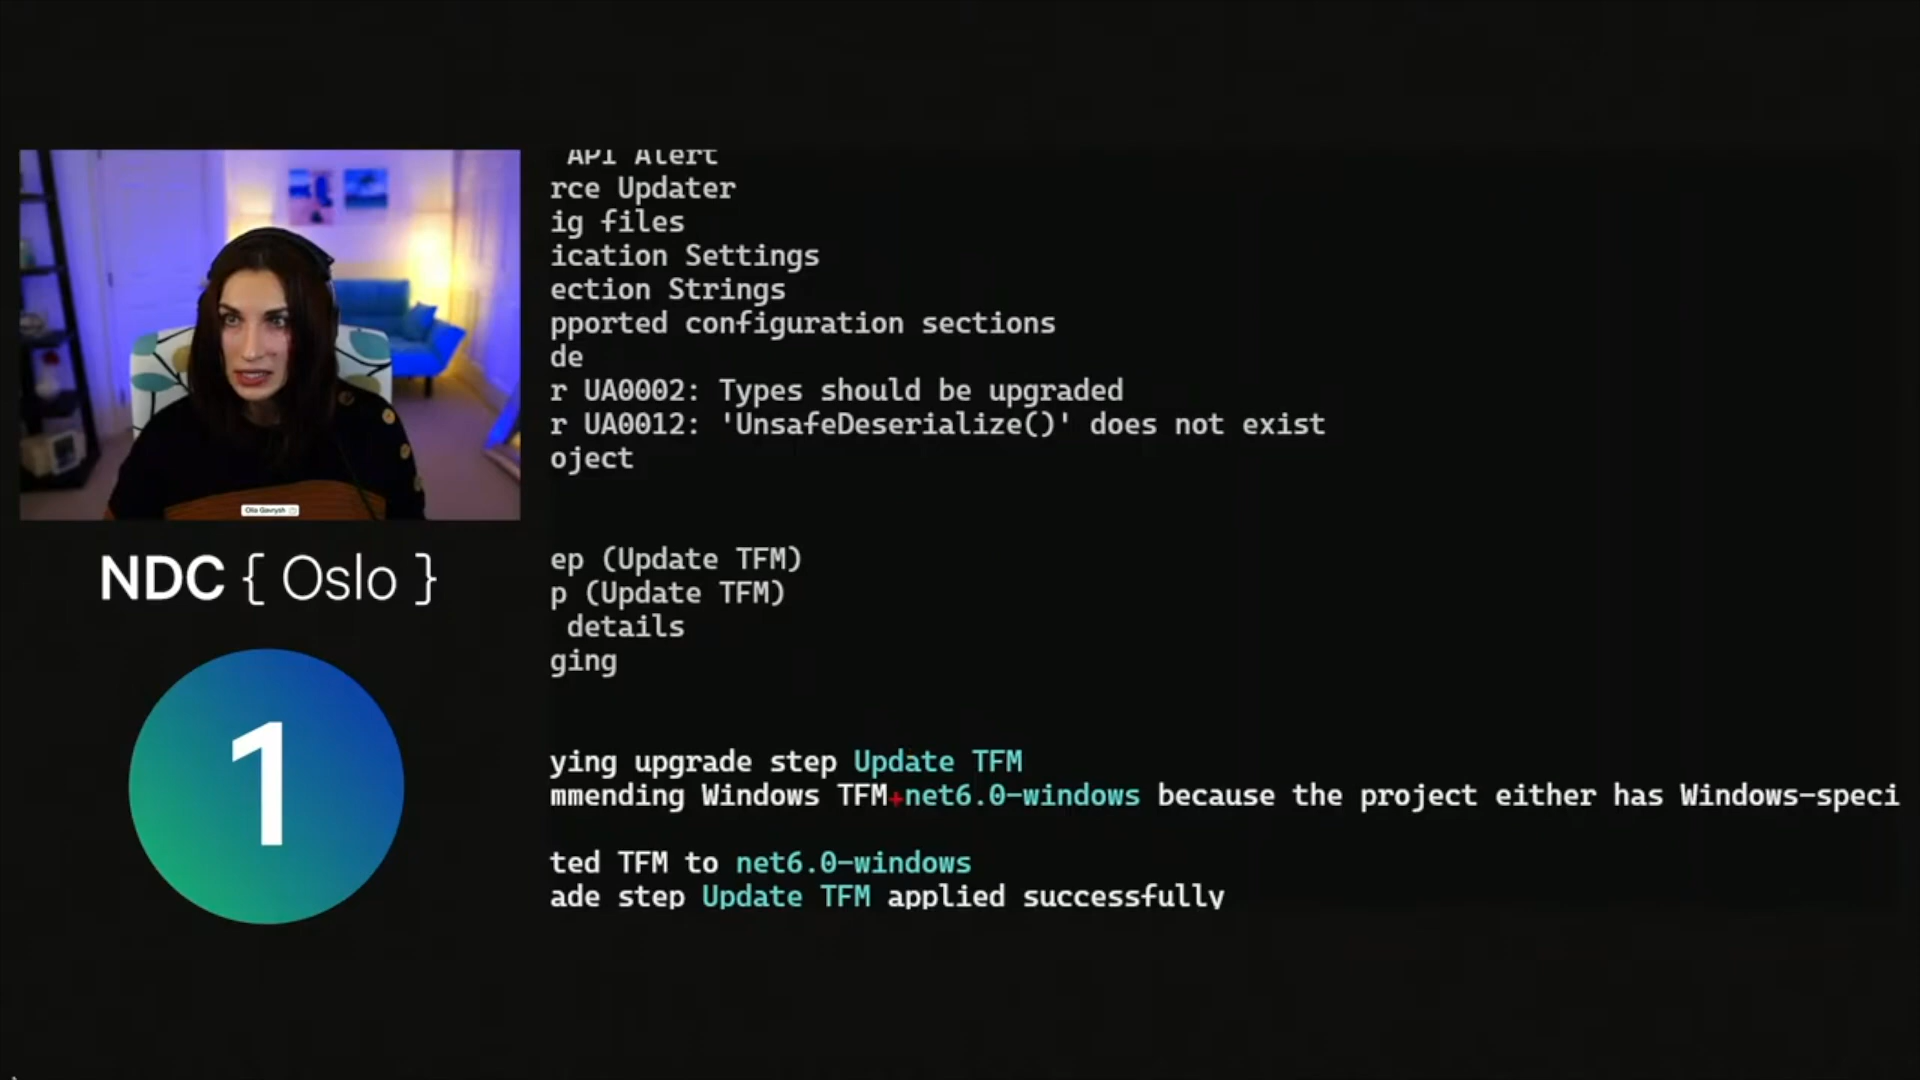 API Alert
rce Updater
ig files
ication Settings
ection Strings
pported configuration sections
de
r UA0002: Types should be upgraded
r UA0012: 'UnsafeDeserialize()' does not exist
oject
ep (Update TFM)
p (Update TFM)
details
ging
ying upgrade step Update TFM
mmending Windows TFM net6.0-windows because the project either has Windows-speci
ted TFM to net6.0-windows
ade step Update TFM applied successfully
Olia Gavrysh
NDC { Oslo }
1